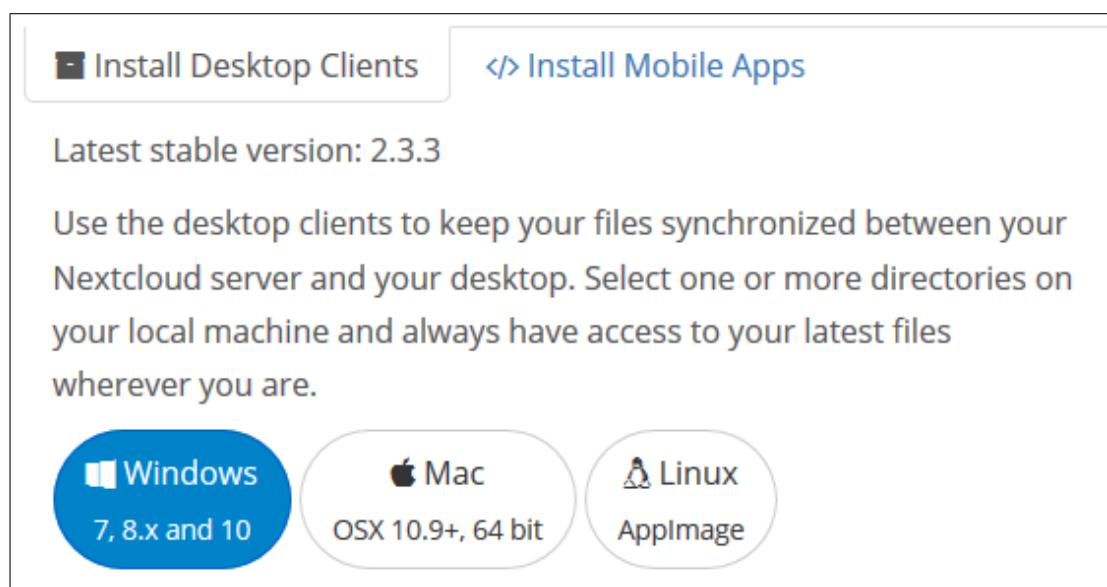 Install Desktop Clients
</> Install Mobile Apps
Latest stable version: 2.3.3
Use the desktop clients to keep your files synchronized between your
Nextcloud server and your desktop. Select one or more directories on
your local machine and always have access to your latest files
wherever you are.
Windows
7, 8.x and 10
Mac
OSX 10.9+, 64 bit
Linux
AppImage